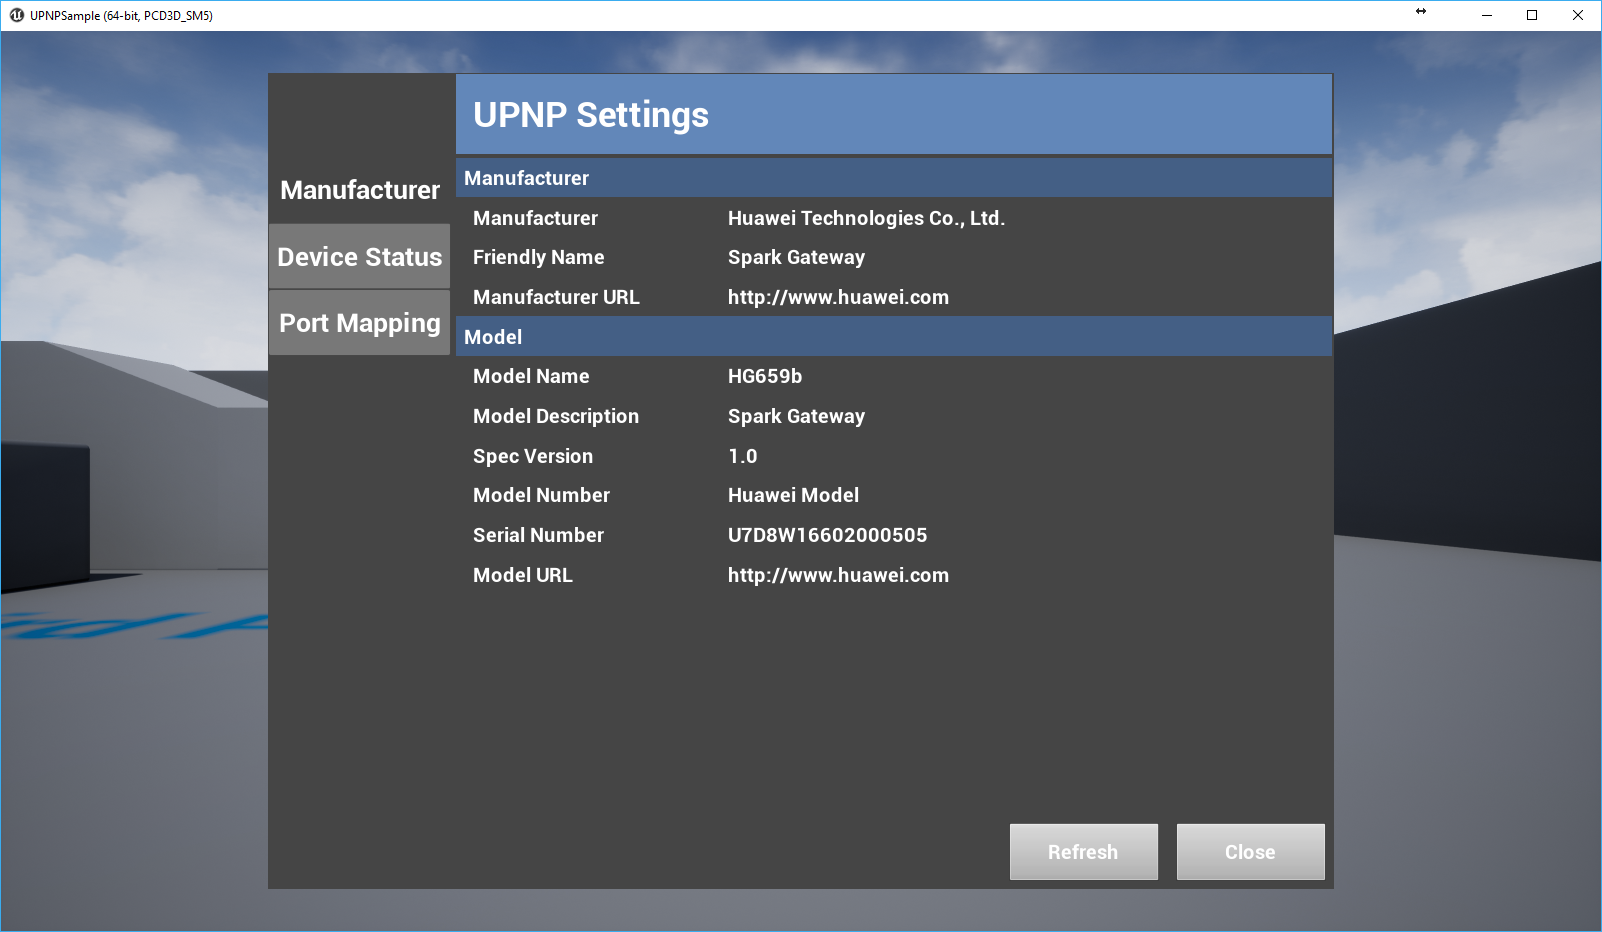 UPNPSample (64-bit, PCD3D_SM5)
UPNP Settings
Manufacturer
Device Status
Port Mapping
Manufacturer
Manufacturer Huawei Technologies Co., Ltd.
Friendly Name Spark Gateway
Manufacturer URL http://www.huawei.com
Model
Model Name HG659b
Model Description Spark Gateway
Spec Version 1.0
Model Number Huawei Model
Serial Number U7D8W16602000505
Model URL http://www.huawei.com
Refresh Close